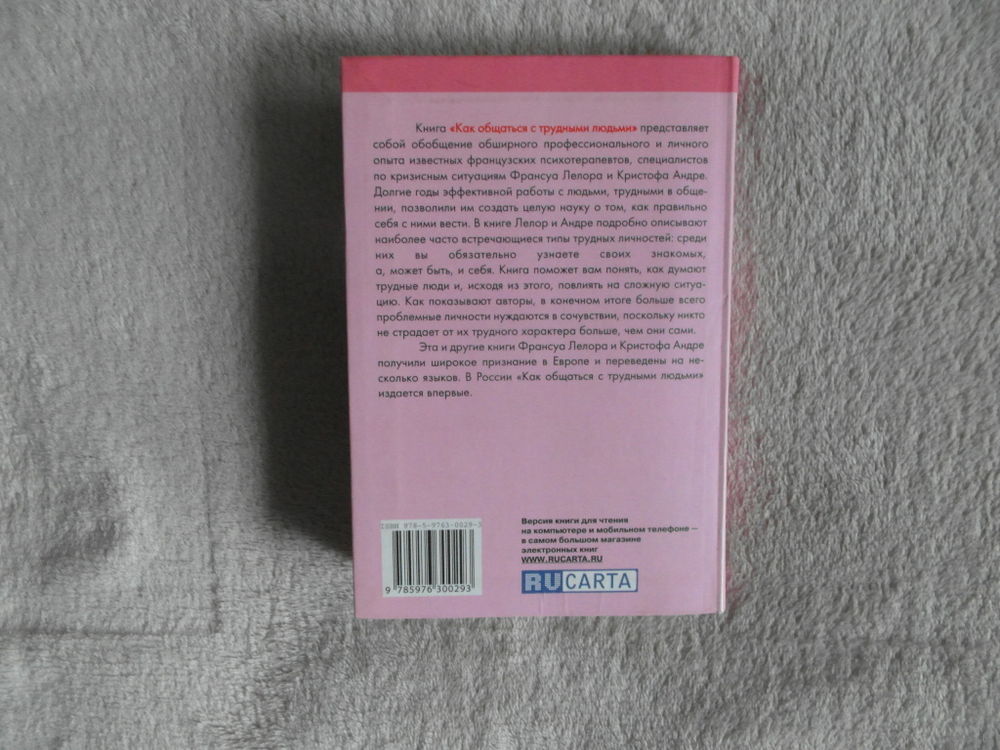 Книга «Как общаться с трудными людьми» представляет
собой обобщение обширного профессионального и личного
опыта известных французских психотерапевтов, специалистов
по кризисным ситуациям Франсуа Лелора и Кристофа Андре.
Долгие годы эффективной работы с людьми, трудными в обще-
нии, позволили им создать целую науку о том, как правильно
себя с ними вести. В книге Лелор и Андре подробно описывают
наиболее часто встречающиеся типы трудных личностей: среди
них вы обязательно узнаете своих знакомых,
а, может быть, и себя. Книга поможет вам понять, как думают
трудные люди и, исходя из этого, повлиять на сложную ситуа-
цию. Как показывают авторы, в конечном итоге больше всего
проблемные личности нуждаются в сочувствии, поскольку никто
не страдает от их трудного характера больше, чем они сами.
Эта и другие книги Франсуа Лелора и Кристофа Андре
получили широкое признание в Европе и переведены на не-
сколько языков. В России «Как общаться с трудными людьми»
издается впервые.
ISBN 978-5-9763-0029-3
9 785976 300293
Версия книги для чтения
на компьютере и мобильном телефоне –
в самом большом магазине
электронных книг
WWW.RUCARTA.RU
RUCARTA